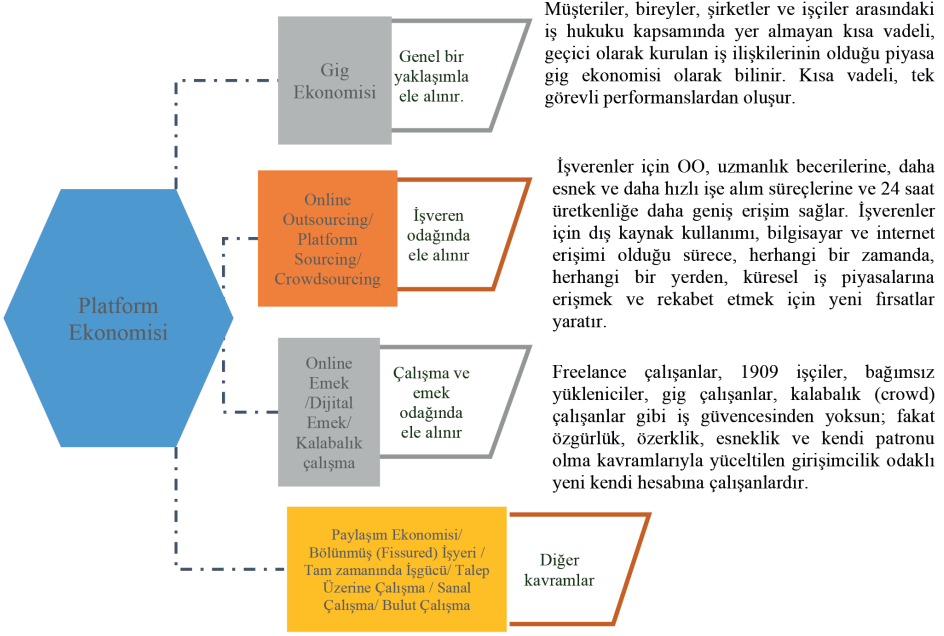 Platform
Ekonomisi
Gig
Ekonomisi
Genel bir
yaklaşımla
ele alınır.
Müşteriler, bireyler, şirketler ve işçiler arasındaki
iş hukuku kapsamında yer almayan kısa vadeli,
geçici olarak kurulan iş ilişkilerinin olduğu piyasa
gig ekonomisi olarak bilinir. Kısa vadeli, tek
görevli performanslardan oluşur.
Online
Outsourcing/
Platform
Sourcing/
Crowdsourcing
İşveren
odağında
ele alınır
İşverenler için OO, uzmanlık becerilerine, daha
esnek ve daha hızlı işe alım süreçlerine ve 24 saat
üretkenliğe daha geniş erişim sağlar. İşverenler
için dış kaynak kullanımı, bilgisayar ve internet
erişimi olduğu sürece, herhangi bir zamanda,
herhangi bir yerden, küresel iş piyasalarına
erişmek ve rekabet etmek için yeni fırsatlar
yaratır.
Online
Emek
/Dijital
Emek/
Kalabalık
çalışma
Çalışma ve
emek
odağında
ele alınır
Freelance çalışanlar, 1909 işçiler, bağımsız
yükleniciler, gig çalışanlar, kalabalık (crowd)
çalışanlar gibi iş güvencesinden yoksun; fakat
özgürlük, özerklik, esneklik ve kendi patronu
olma kavramlarıyla yüceltilen girişimcilik odaklı
yeni kendi hesabına çalışanlardır.
Paylaşım Ekonomisi/
Bölünmüş (Fissured) İşyeri /
Tam zamanında İşgücü/ Talep
Üzerine Çalışma / Sanal
Çalışma/ Bulut Çalışma
Diğer
kavramlar